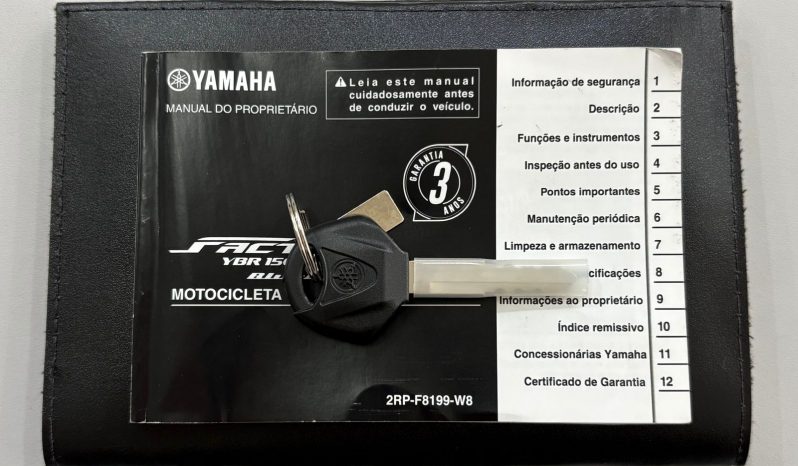 YAMAHA
MANUAL DO PROPRIETÁRIO
Leia este manual
cuidadosamente antes
de conduzir o veículo.
GARANTIA
3
ANOS
FACT
YBR 150
MOTOCICLETA
2RP-F8199-W8
Informação de segurança 1
Descrição 2
Funções e instrumentos 3
Inspeção antes do uso 4
Pontos importantes 5
Manutenção periódica 6
Limpeza e armazenamento 7
cificações 8
Informações ao proprietário 9
Índice remissivo 10
Concessionárias Yamaha 11
Certificado de Garantia 12